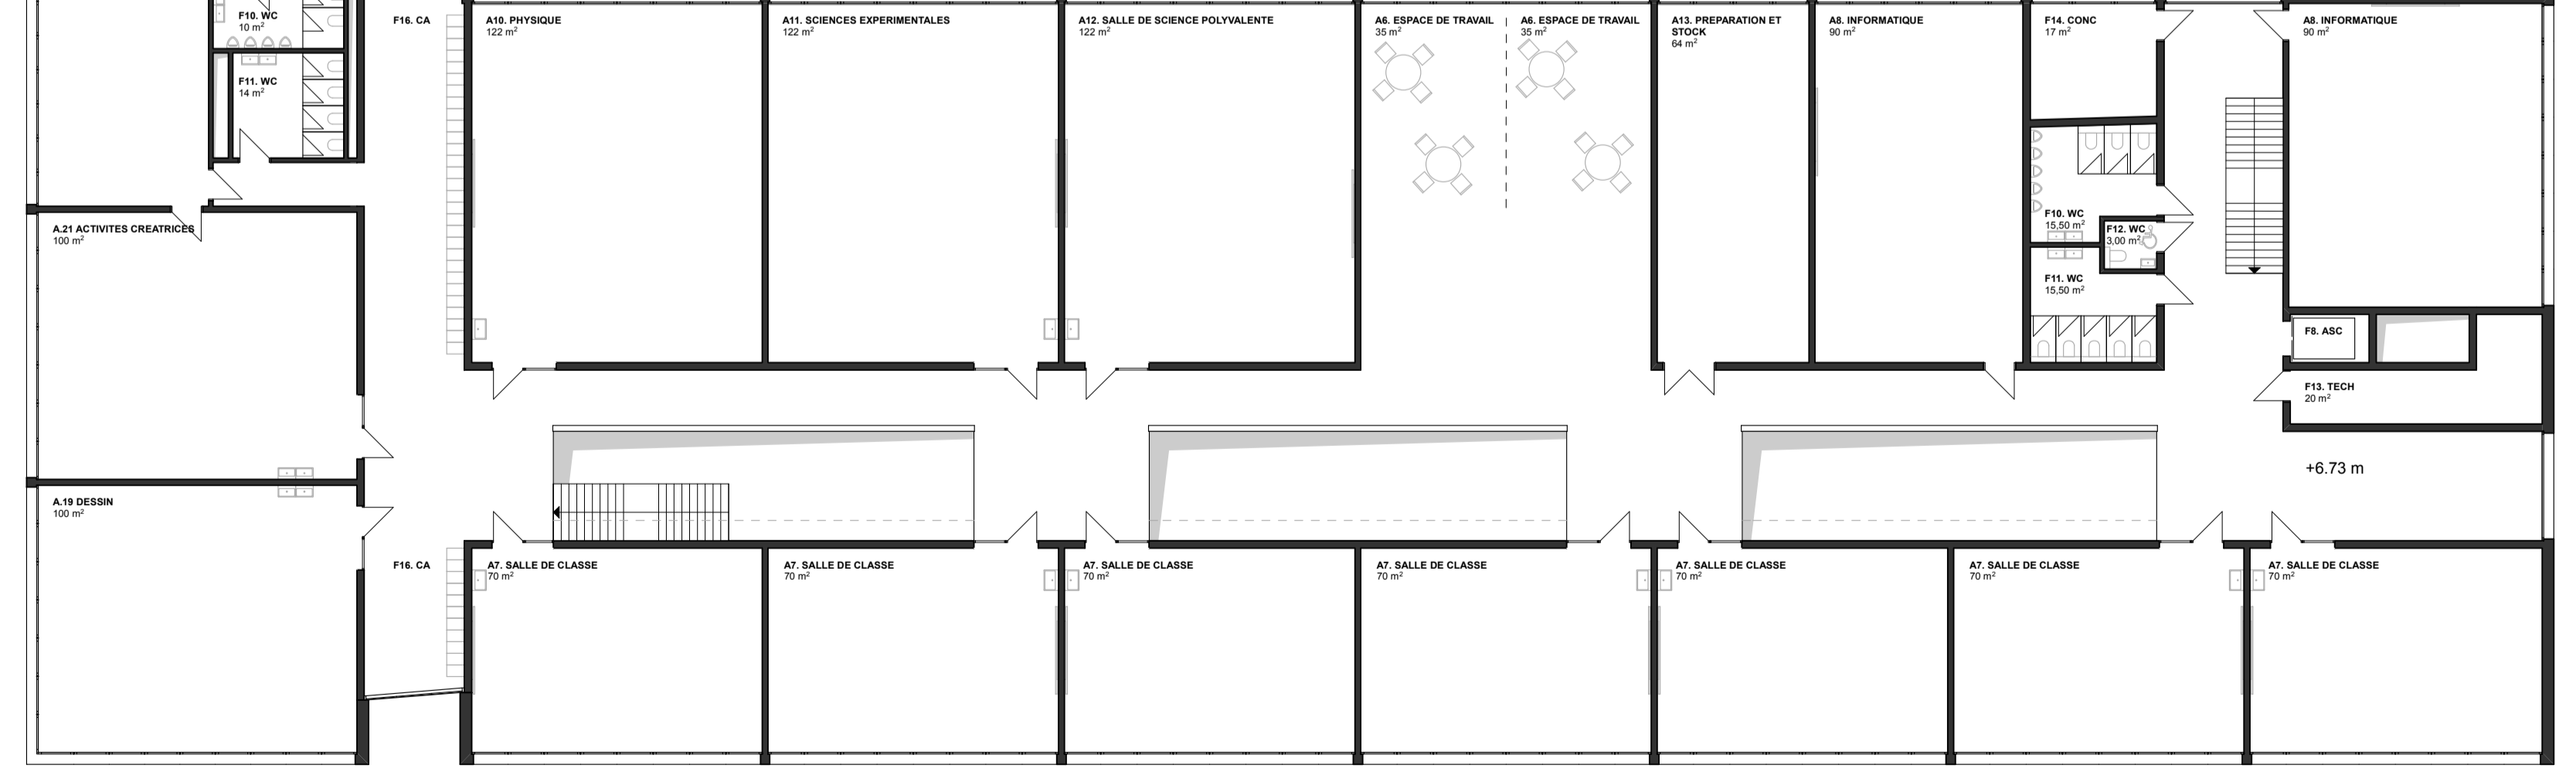 F10. WC
10 m²
F16. CA
A10. PHYSIQUE
122 m²
A11. SCIENCES EXPERIMENTALES
122 m²
A12. SALLE DE SCIENCE POLYVALENTE
122 m²
A6. ESPACE DE TRAVAIL
35 m²
A6. ESPACE DE TRAVAIL
35 m²
A13. PREPARATION ET
STOCK
64 m²
A8. INFORMATIQUE
90 m²
F14. CONC
17 m²
A8. INFORMATIQUE
90 m²
F11. WC
14 m²
F10. WC
15,50 m²
F12. WC
3,00 m²
A.21 ACTIVITES CREATRICES
100 m²
F11. WC
15,50 m²
F8. ASC
F13. TECH
20 m²
+6.73 m
A.19 DESSIN
100 m²
F16. CA
A7. SALLE DE CLASSE
70 m²
A7. SALLE DE CLASSE
70 m²
A7. SALLE DE CLASSE
70 m²
A7. SALLE DE CLASSE
70 m²
A7. SALLE DE CLASSE
70 m²
A7. SALLE DE CLASSE
70 m²
A7. SALLE DE CLASSE
70 m²